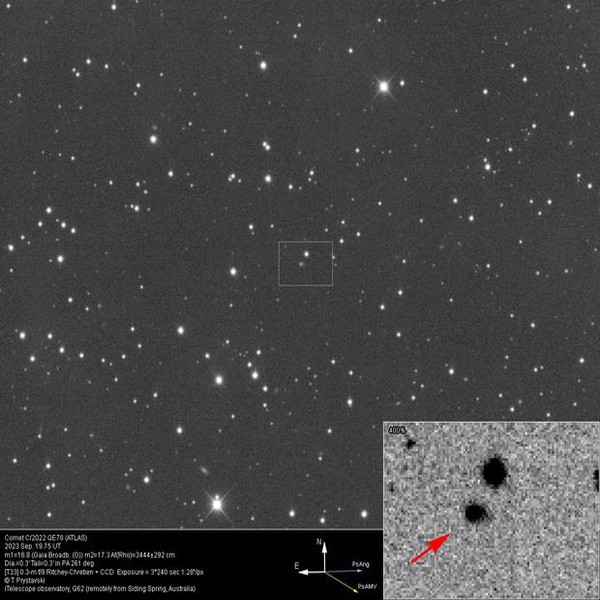 Comet C/2022 QE78 (ATLAS)
2023 Sep. 19.75 UT
m1=16.8 (Gaia Broadb. (G)) m2=17.3 Af(Rho)=3444±292 cm
Dia.=0.3' Tail=0.3' in PA 261 deg
[T33] 0.3-m f/9 Ritchey-Chretien + CCD Exposure = 3*240 sec 1.28"/px
© T Prystavski
iTelescope observatory, Q62 (remotely from Siding Spring, Australia)
N
E
PsAng
PsAMV
400%